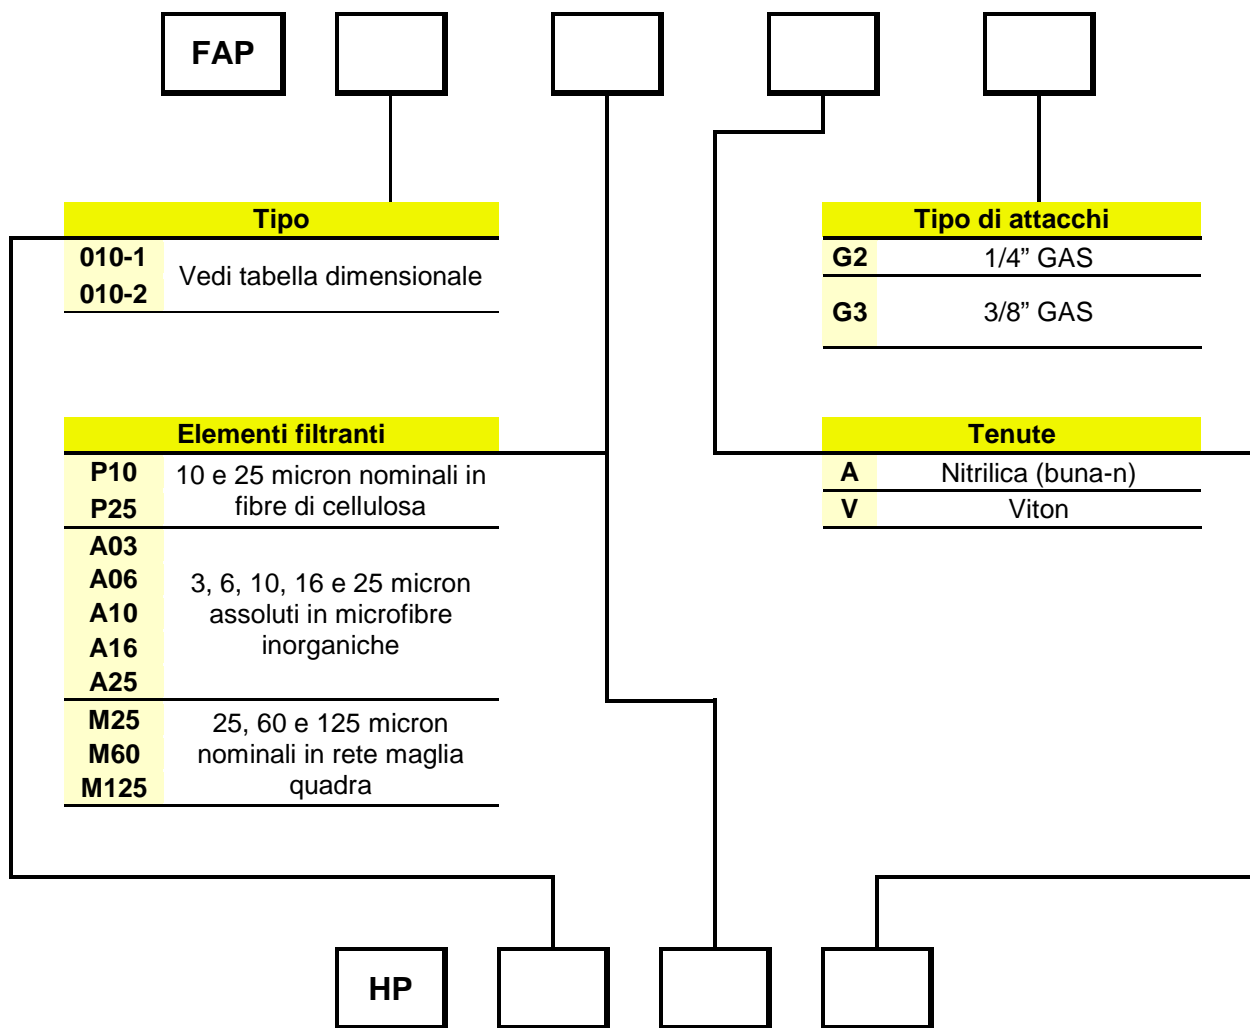 FAP
Tipo
010-1
010-2
Vedi tabella dimensionale
Tipo di attacchi
G2 1/4” GAS
G3 3/8” GAS
Elementi filtranti
P10
P25
10 e 25 micron nominali in
fibre di cellulosa
A03
A06
A10
A16
A25
3, 6, 10, 16 e 25 micron
assoluti in microfibre
inorganiche
M25
M60
M125
25, 60 e 125 micron
nominali in rete maglia
quadra
Tenute
A Nitrilica (buna-n)
V Viton
HP